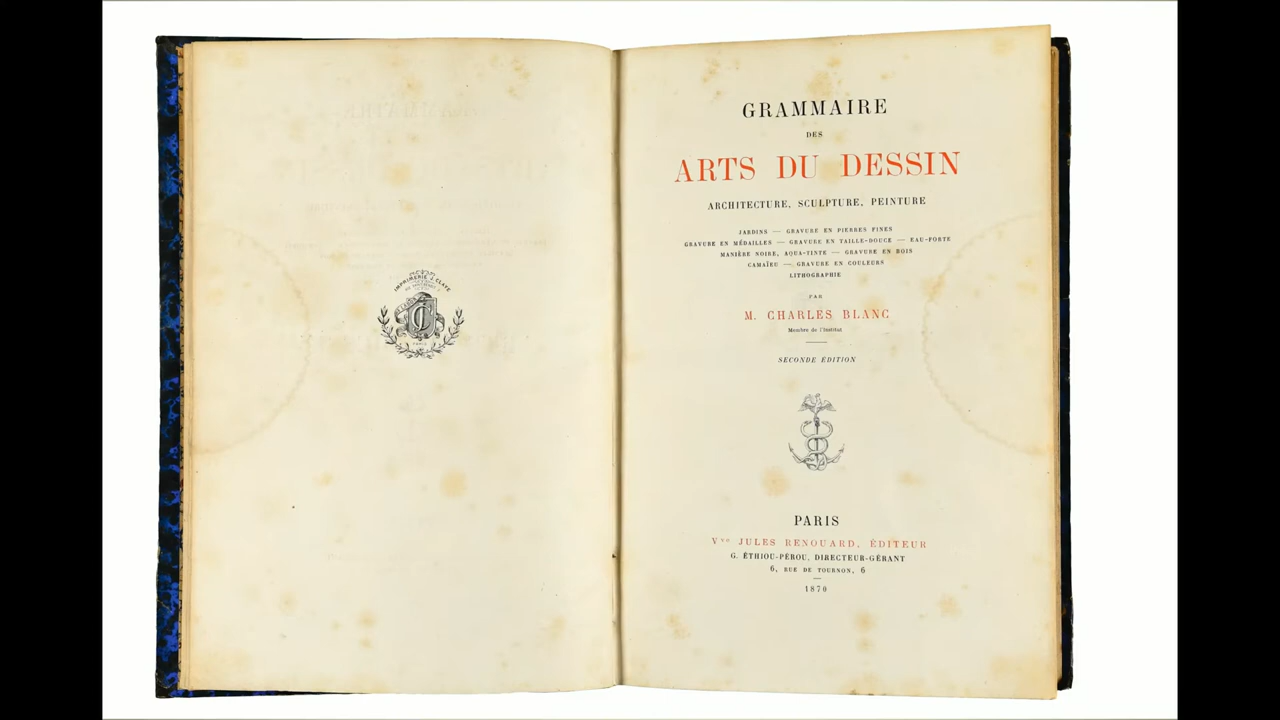 IMPRIMERIE J. CLAYE
PARIS
GRAMMAIRE
DES
ARTS DU DESSIN
ARCHITECTURE, SCULPTURE, PEINTURE
JARDINS — GRAVURE EN PIERRES FINES
GRAVURE EN MÉDAILLES — GRAVURE EN TAILLE-DOUCE — EAU-FORTE
MANIÈRE NOIRE, AQUA-TINTE — GRAVURE EN BOIS
CAMAÏEU — GRAVURE EN COULEURS
LITHOGRAPHIE
PAR
M. CHARLES BLANC
Membre de l'Institut
SECONDE ÉDITION
PARIS
Vve JULES RENOUARD, ÉDITEUR
G. ÉTHIOU-PÉROU, DIRECTEUR-GÉRANT
6, RUE DE TOURNON, 6
1870